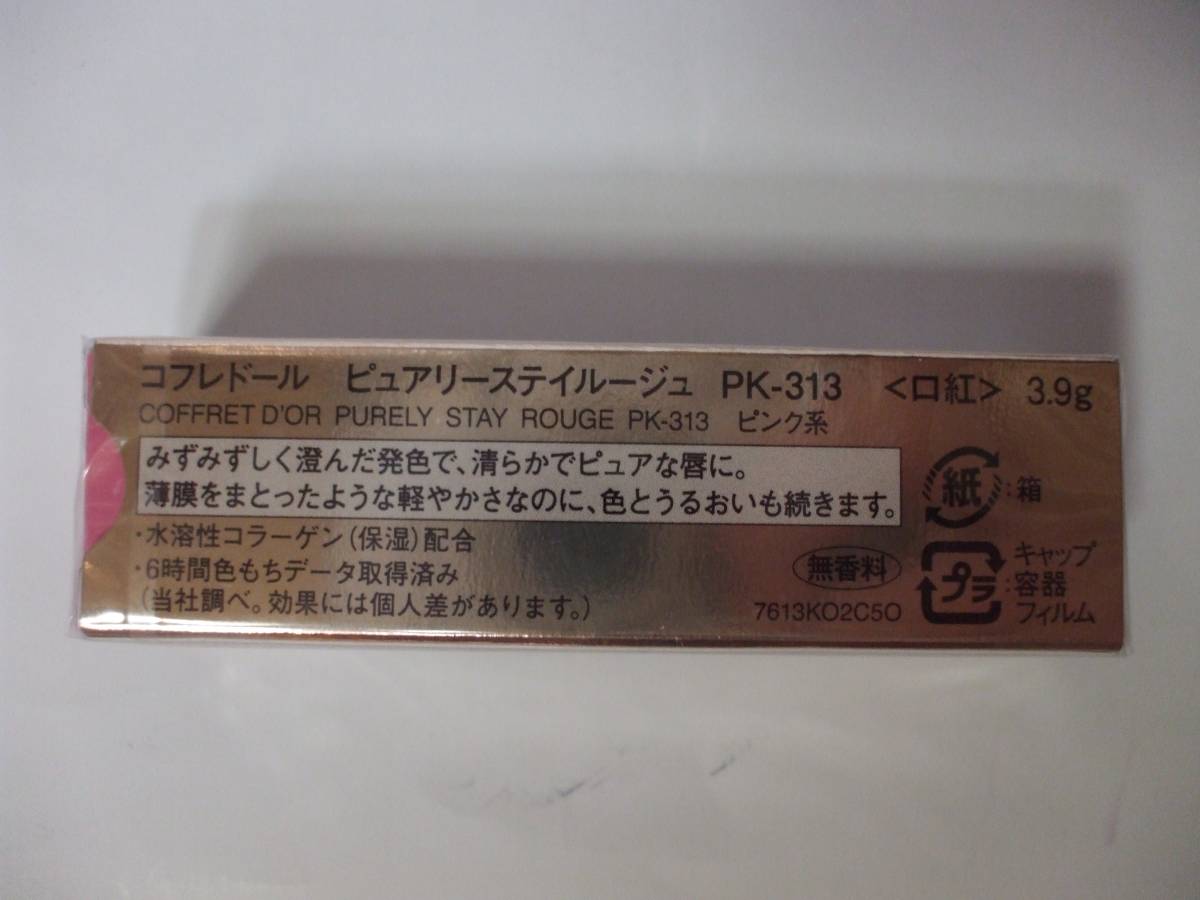 コフレドール ピュアリーステイルージュ PK-313 <口紅> 3.9g
COFFRET D'OR PURELY STAY ROUGE PK-313 ピンク系
みずみずしく澄んだ発色で、清らかでピュアな唇に。
薄膜をまとったような軽やかさなのに、色とうるおいも続きます。
・水溶性コラーゲン(保湿)配合
・6時間色もちデータ取得済み
(当社調べ。効果には個人差があります。)
無香料
7613KO2C5O
紙:箱
プラ:キャップ
容器
フィルム